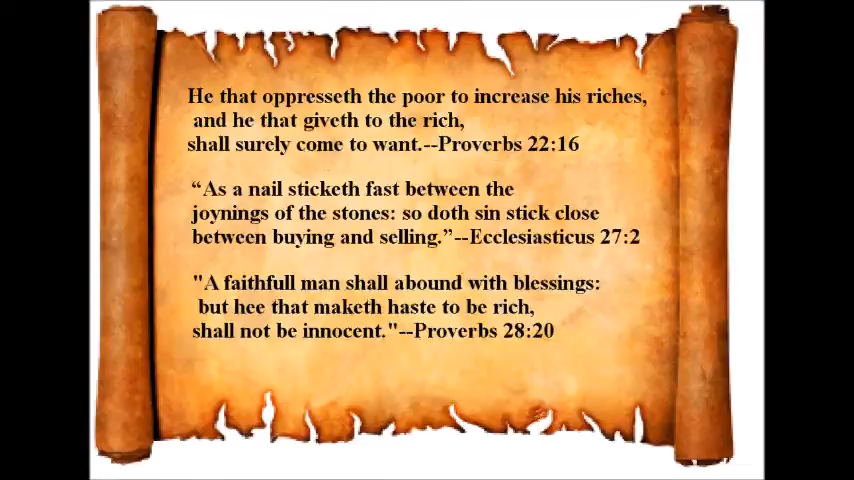 He that oppresseth the poor to increase his riches,
and he that giveth to the rich,
shall surely come to want.--Proverbs 22:16
“As a nail sticketh fast between the
joynings of the stones: so doth sin stick close
between buying and selling.”--Ecclesiasticus 27:2
"A faithfull man shall abound with blessings:
but hee that maketh haste to be rich,
shall not be innocent."--Proverbs 28:20